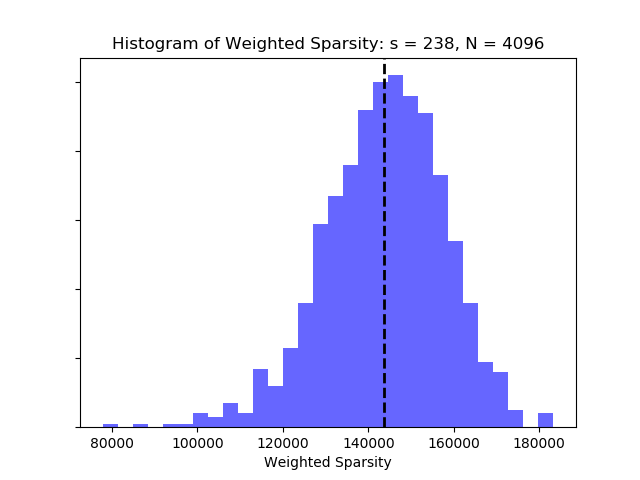 Histogram of Weighted Sparsity: s = 238, N = 4096
80000 100000 120000 140000 160000 180000
Weighted Sparsity